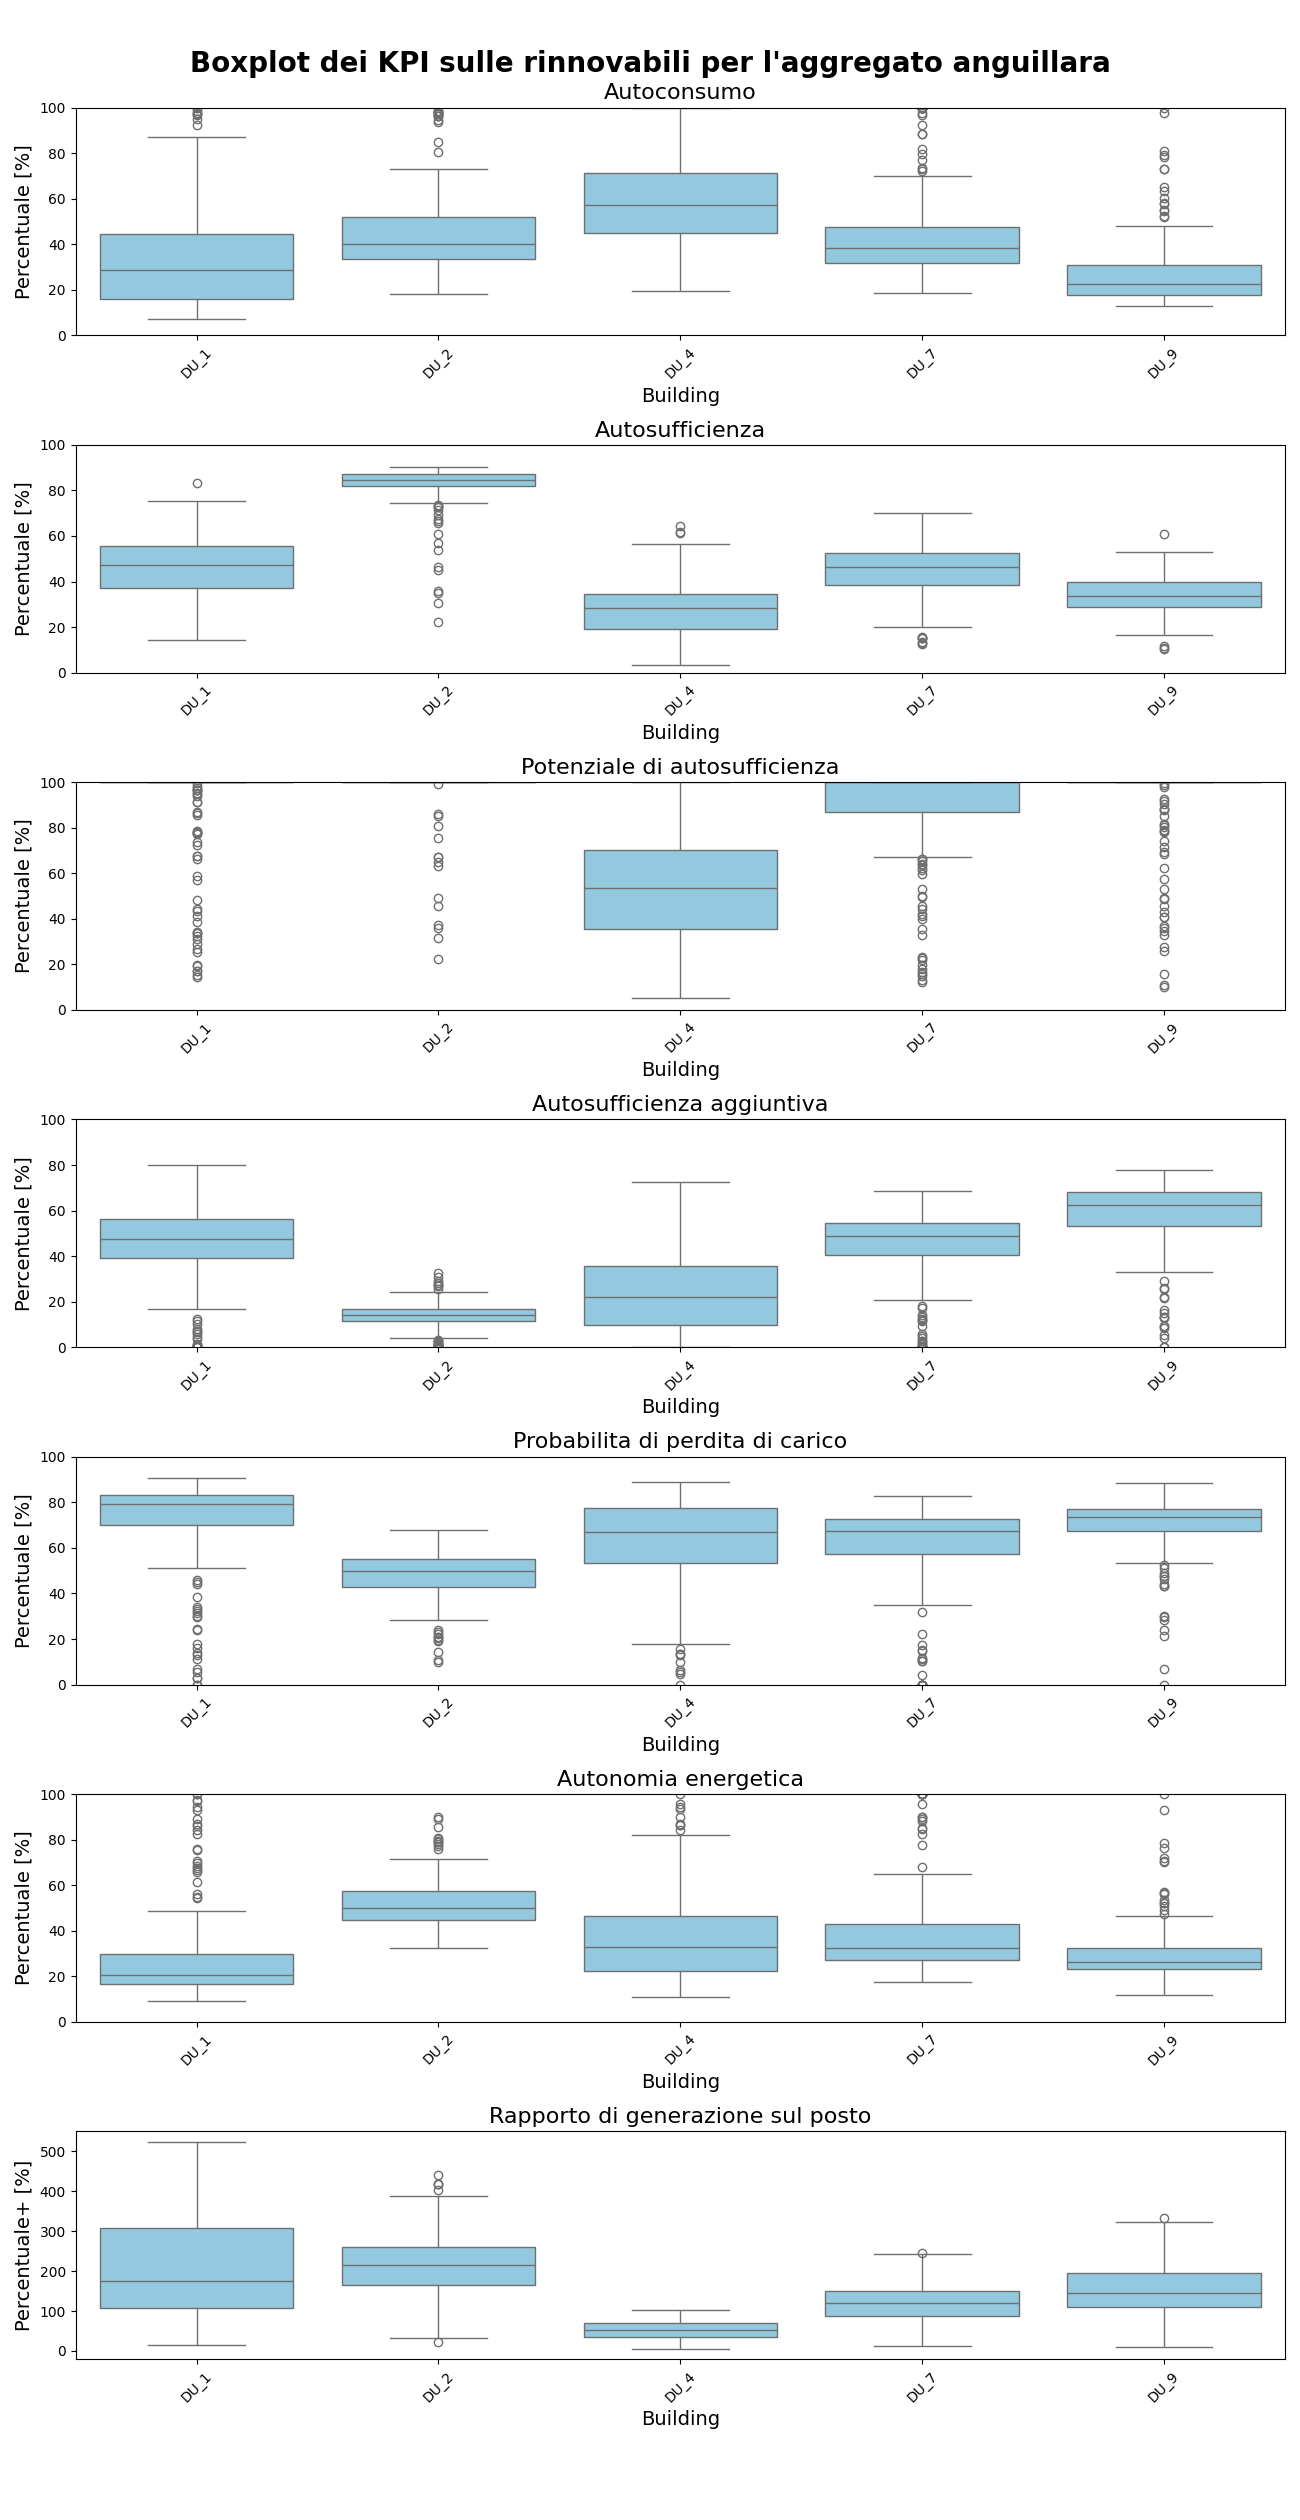 Boxplot dei KPI sulle rinnovabili per l'aggregato anguillara
Autoconsumo
Percentuale [%]
100
80
60
40
20
0
DU_1 DU_2 DU_4 DU_7 DU_9
Building
Autosufficienza
Percentuale [%]
100
80
60
40
20
0
DU_1 DU_2 DU_4 DU_7 DU_9
Building
Potenziale di autosufficienza
Percentuale [%]
100
80
60
40
20
0
DU_1 DU_2 DU_4 DU_7 DU_9
Building
Autosufficienza aggiuntiva
Percentuale [%]
100
80
60
40
20
0
DU_1 DU_2 DU_4 DU_7 DU_9
Building
Probabilita di perdita di carico
Percentuale [%]
100
80
60
40
20
0
DU_1 DU_2 DU_4 DU_7 DU_9
Building
Autonomia energetica
Percentuale [%]
100
80
60
40
20
0
DU_1 DU_2 DU_4 DU_7 DU_9
Building
Rapporto di generazione sul posto
Percentuale+ [%]
500
400
300
200
100
0
DU_1 DU_2 DU_4 DU_7 DU_9
Building